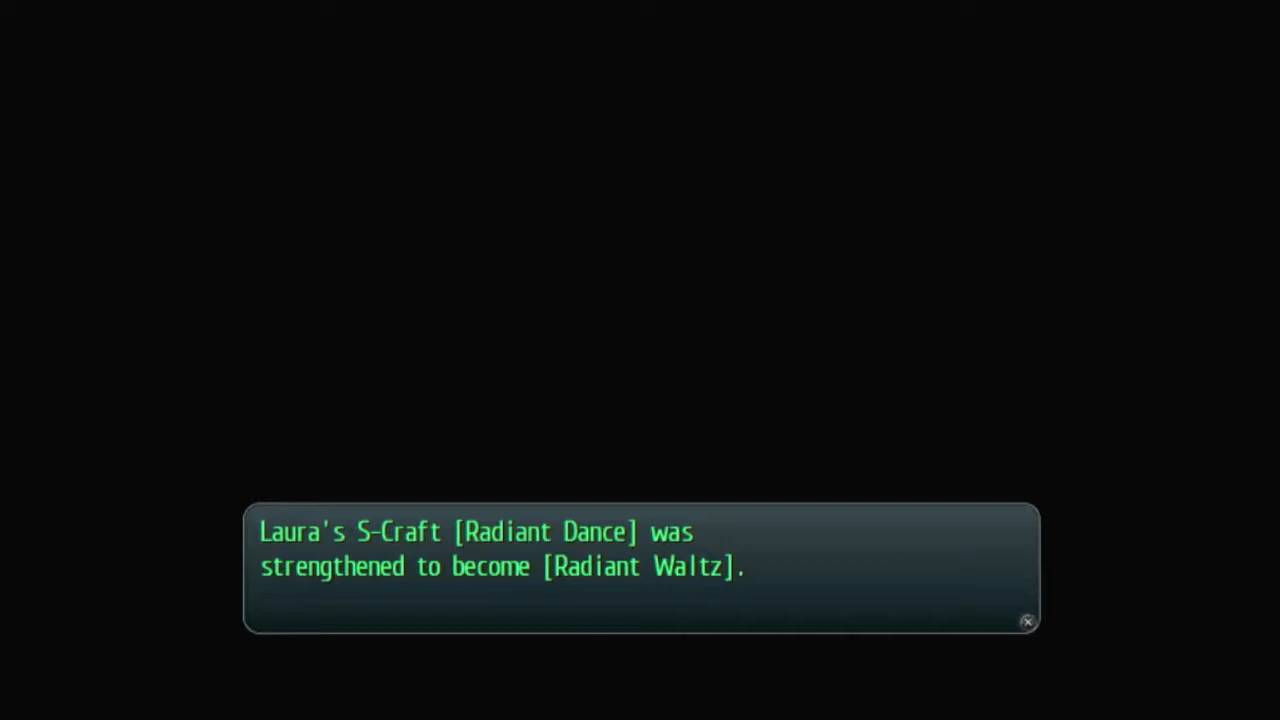 Laura's S-Craft [Radiant Dance] was
strengthened to become [Radiant Waltz].